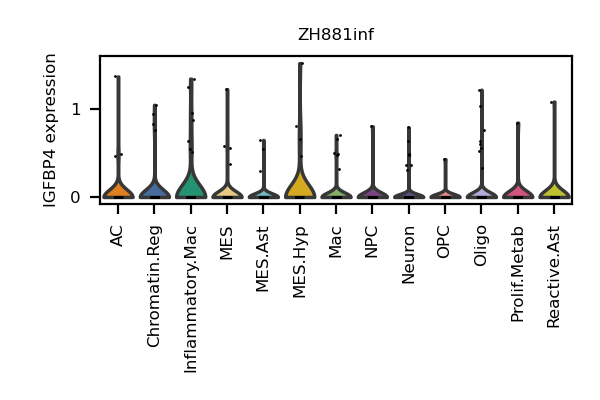 ZH881inf
IGFBP4 expression
1
0
AC
Chromatin.Reg
Inflammatory.Mac
MES
MES.Ast
MES.Hyp
Mac
NPC
Neuron
OPC
Oligo
Prolif.Metab
Reactive.Ast